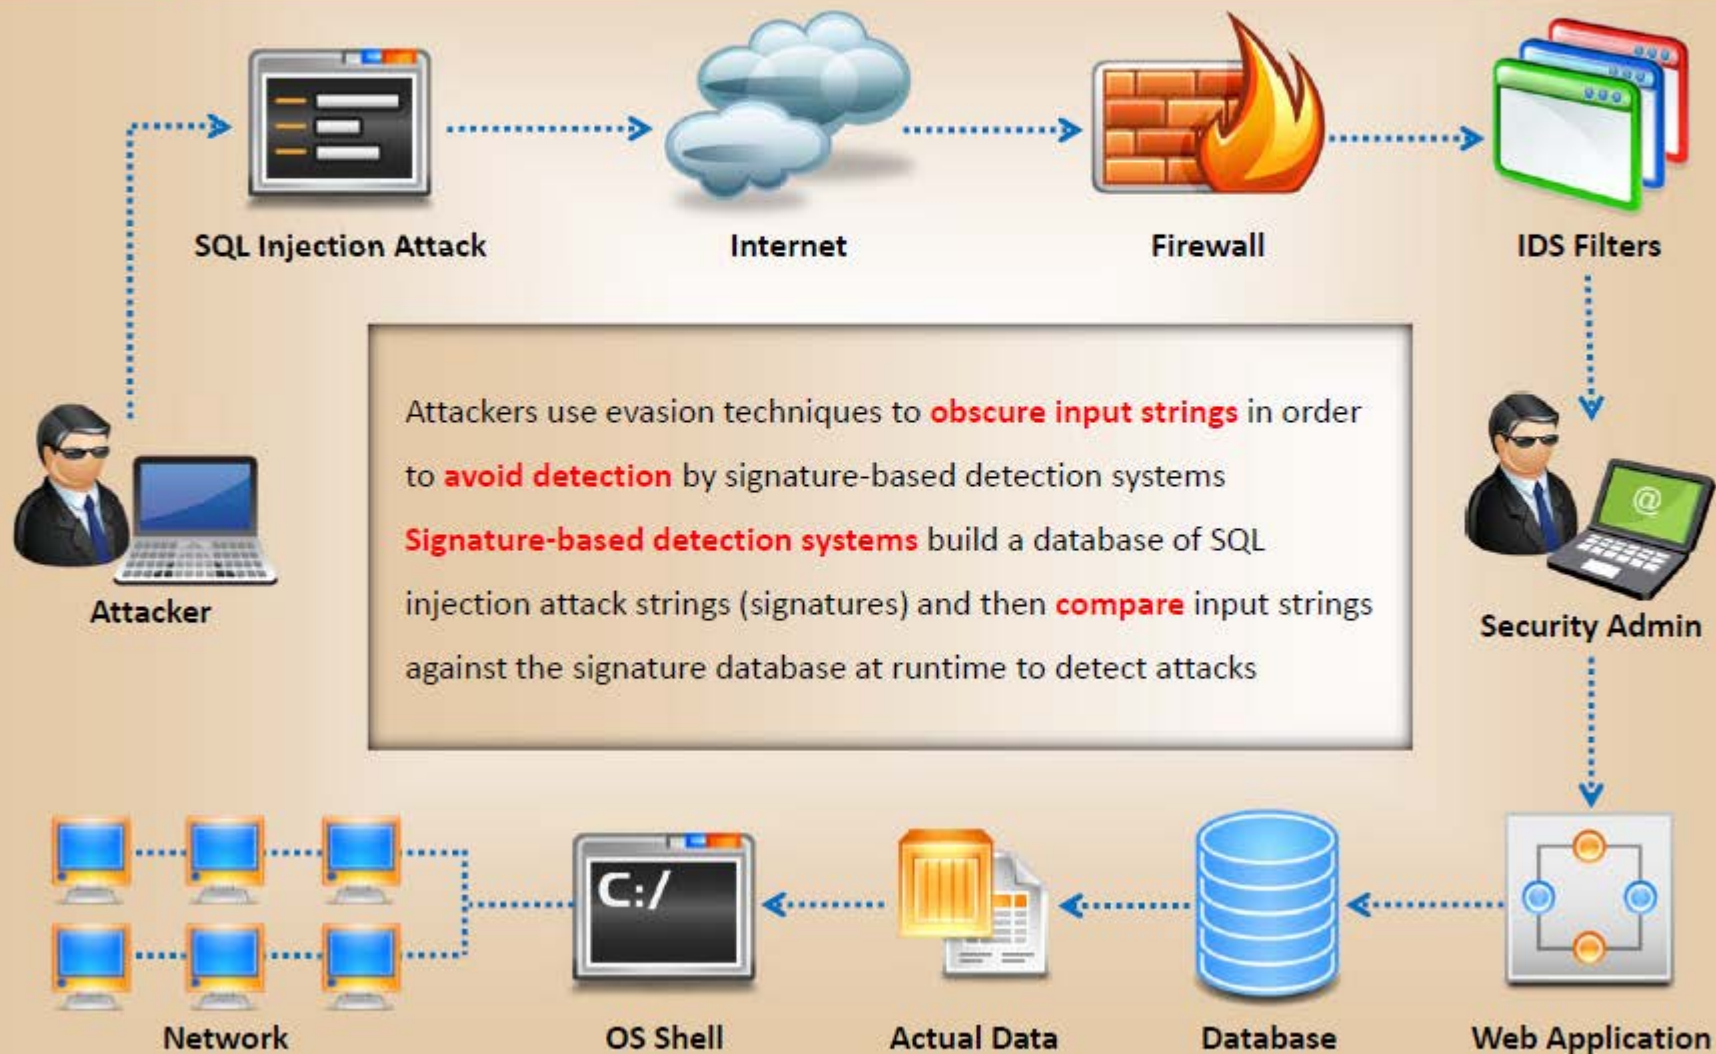 SQL Injection Attack
Internet
Firewall
IDS Filters
Attackers use evasion techniques to obscure input strings in order
to avoid detection by signature-based detection systems
Signature-based detection systems build a database of SQL
injection attack strings (signatures) and then compare input strings
against the signature database at runtime to detect attacks
Attacker
@
Security Admin
C:/
Network
OS Shell
Actual Data
Database
Web Application